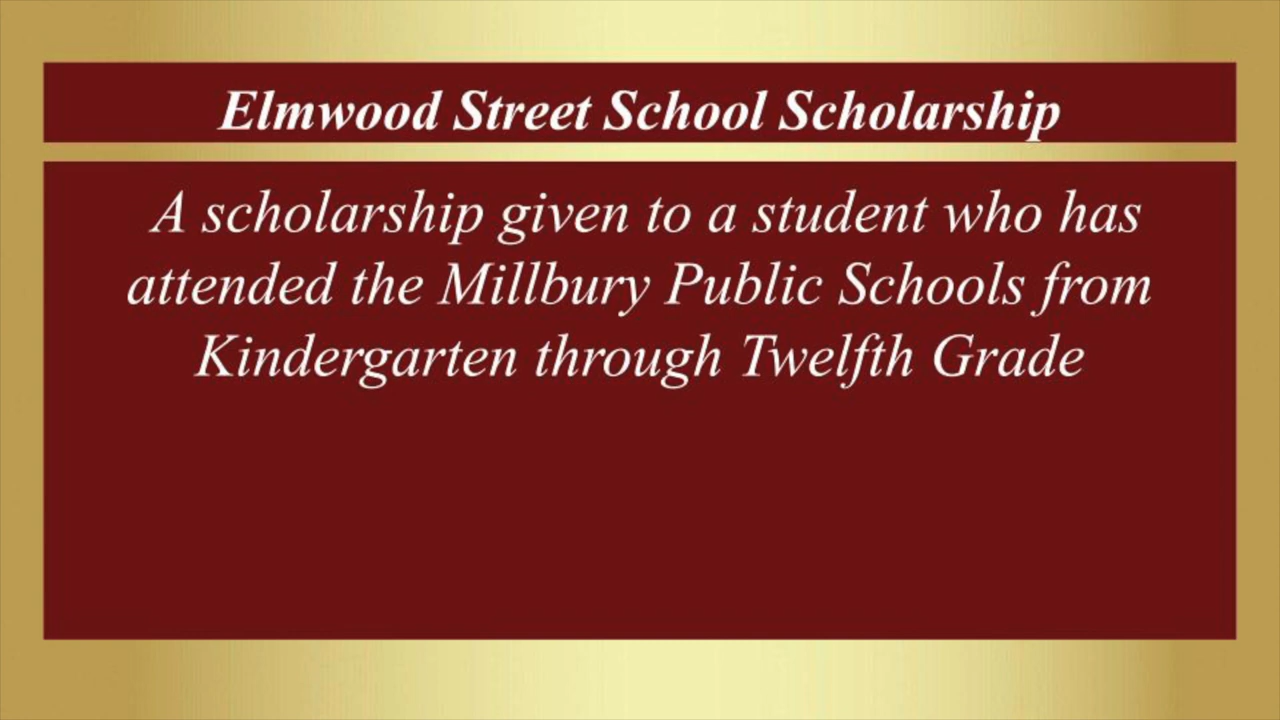 Elmwood Street School Scholarship
A scholarship given to a student who has
attended the Millbury Public Schools from
Kindergarten through Twelfth Grade